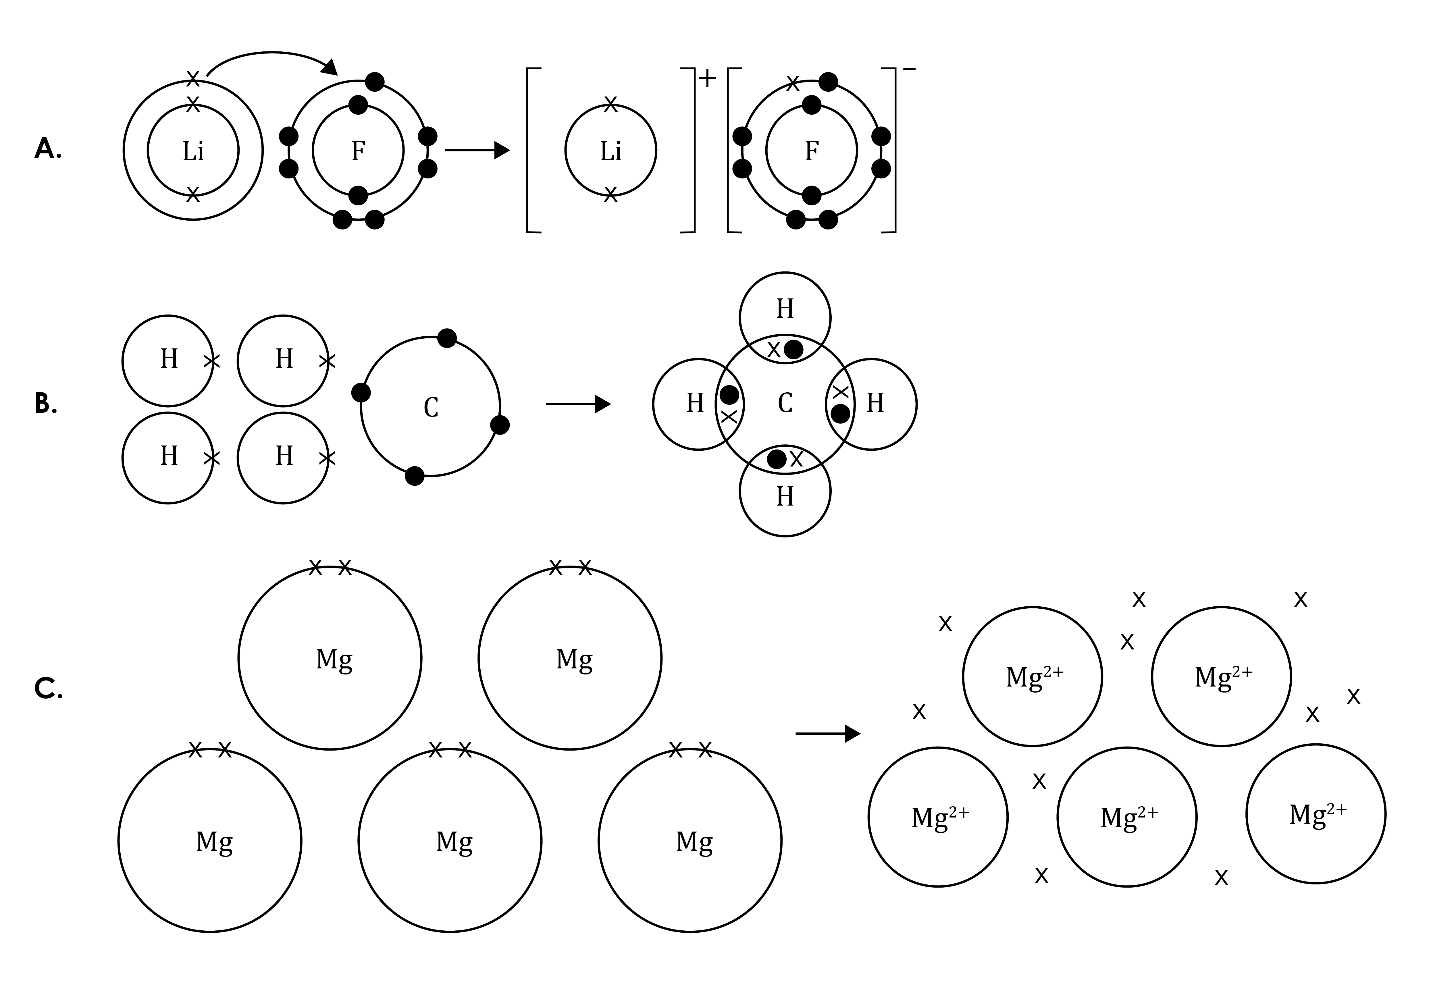 A. Li F Li + F −
H
H H
B. C H C H
H H
H
Mg Mg
Mg²⁺ Mg²⁺
C.
Mg Mg Mg
Mg²⁺ Mg²⁺ Mg²⁺